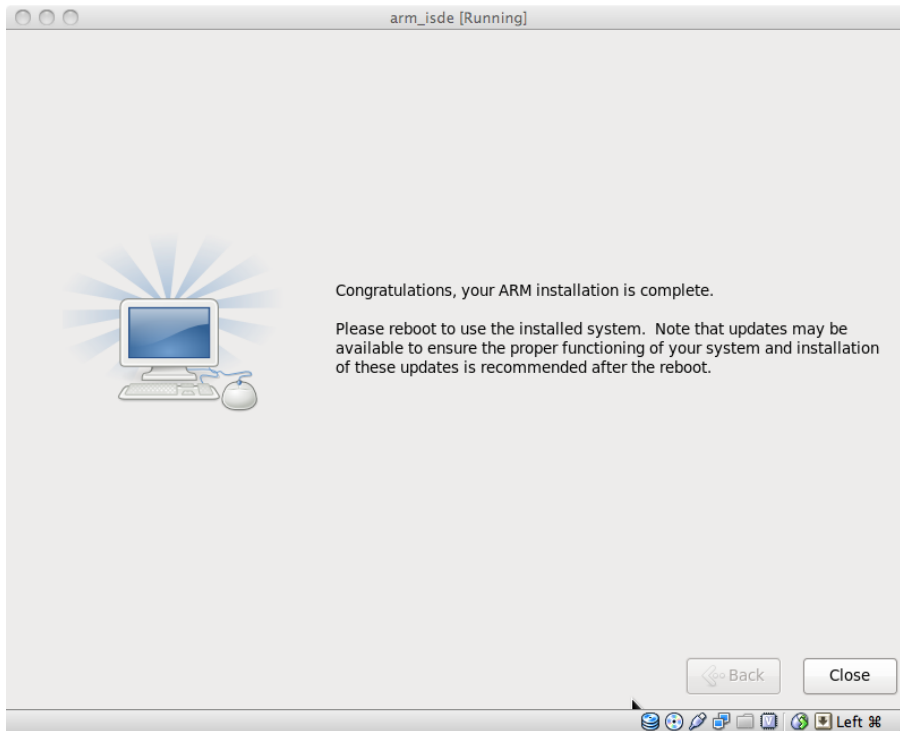 arm_isde [Running]
Congratulations, your ARM installation is complete.
Please reboot to use the installed system.  Note that updates may be
available to ensure the proper functioning of your system and installation
of these updates is recommended after the reboot.
Back
Close
Left ⌘